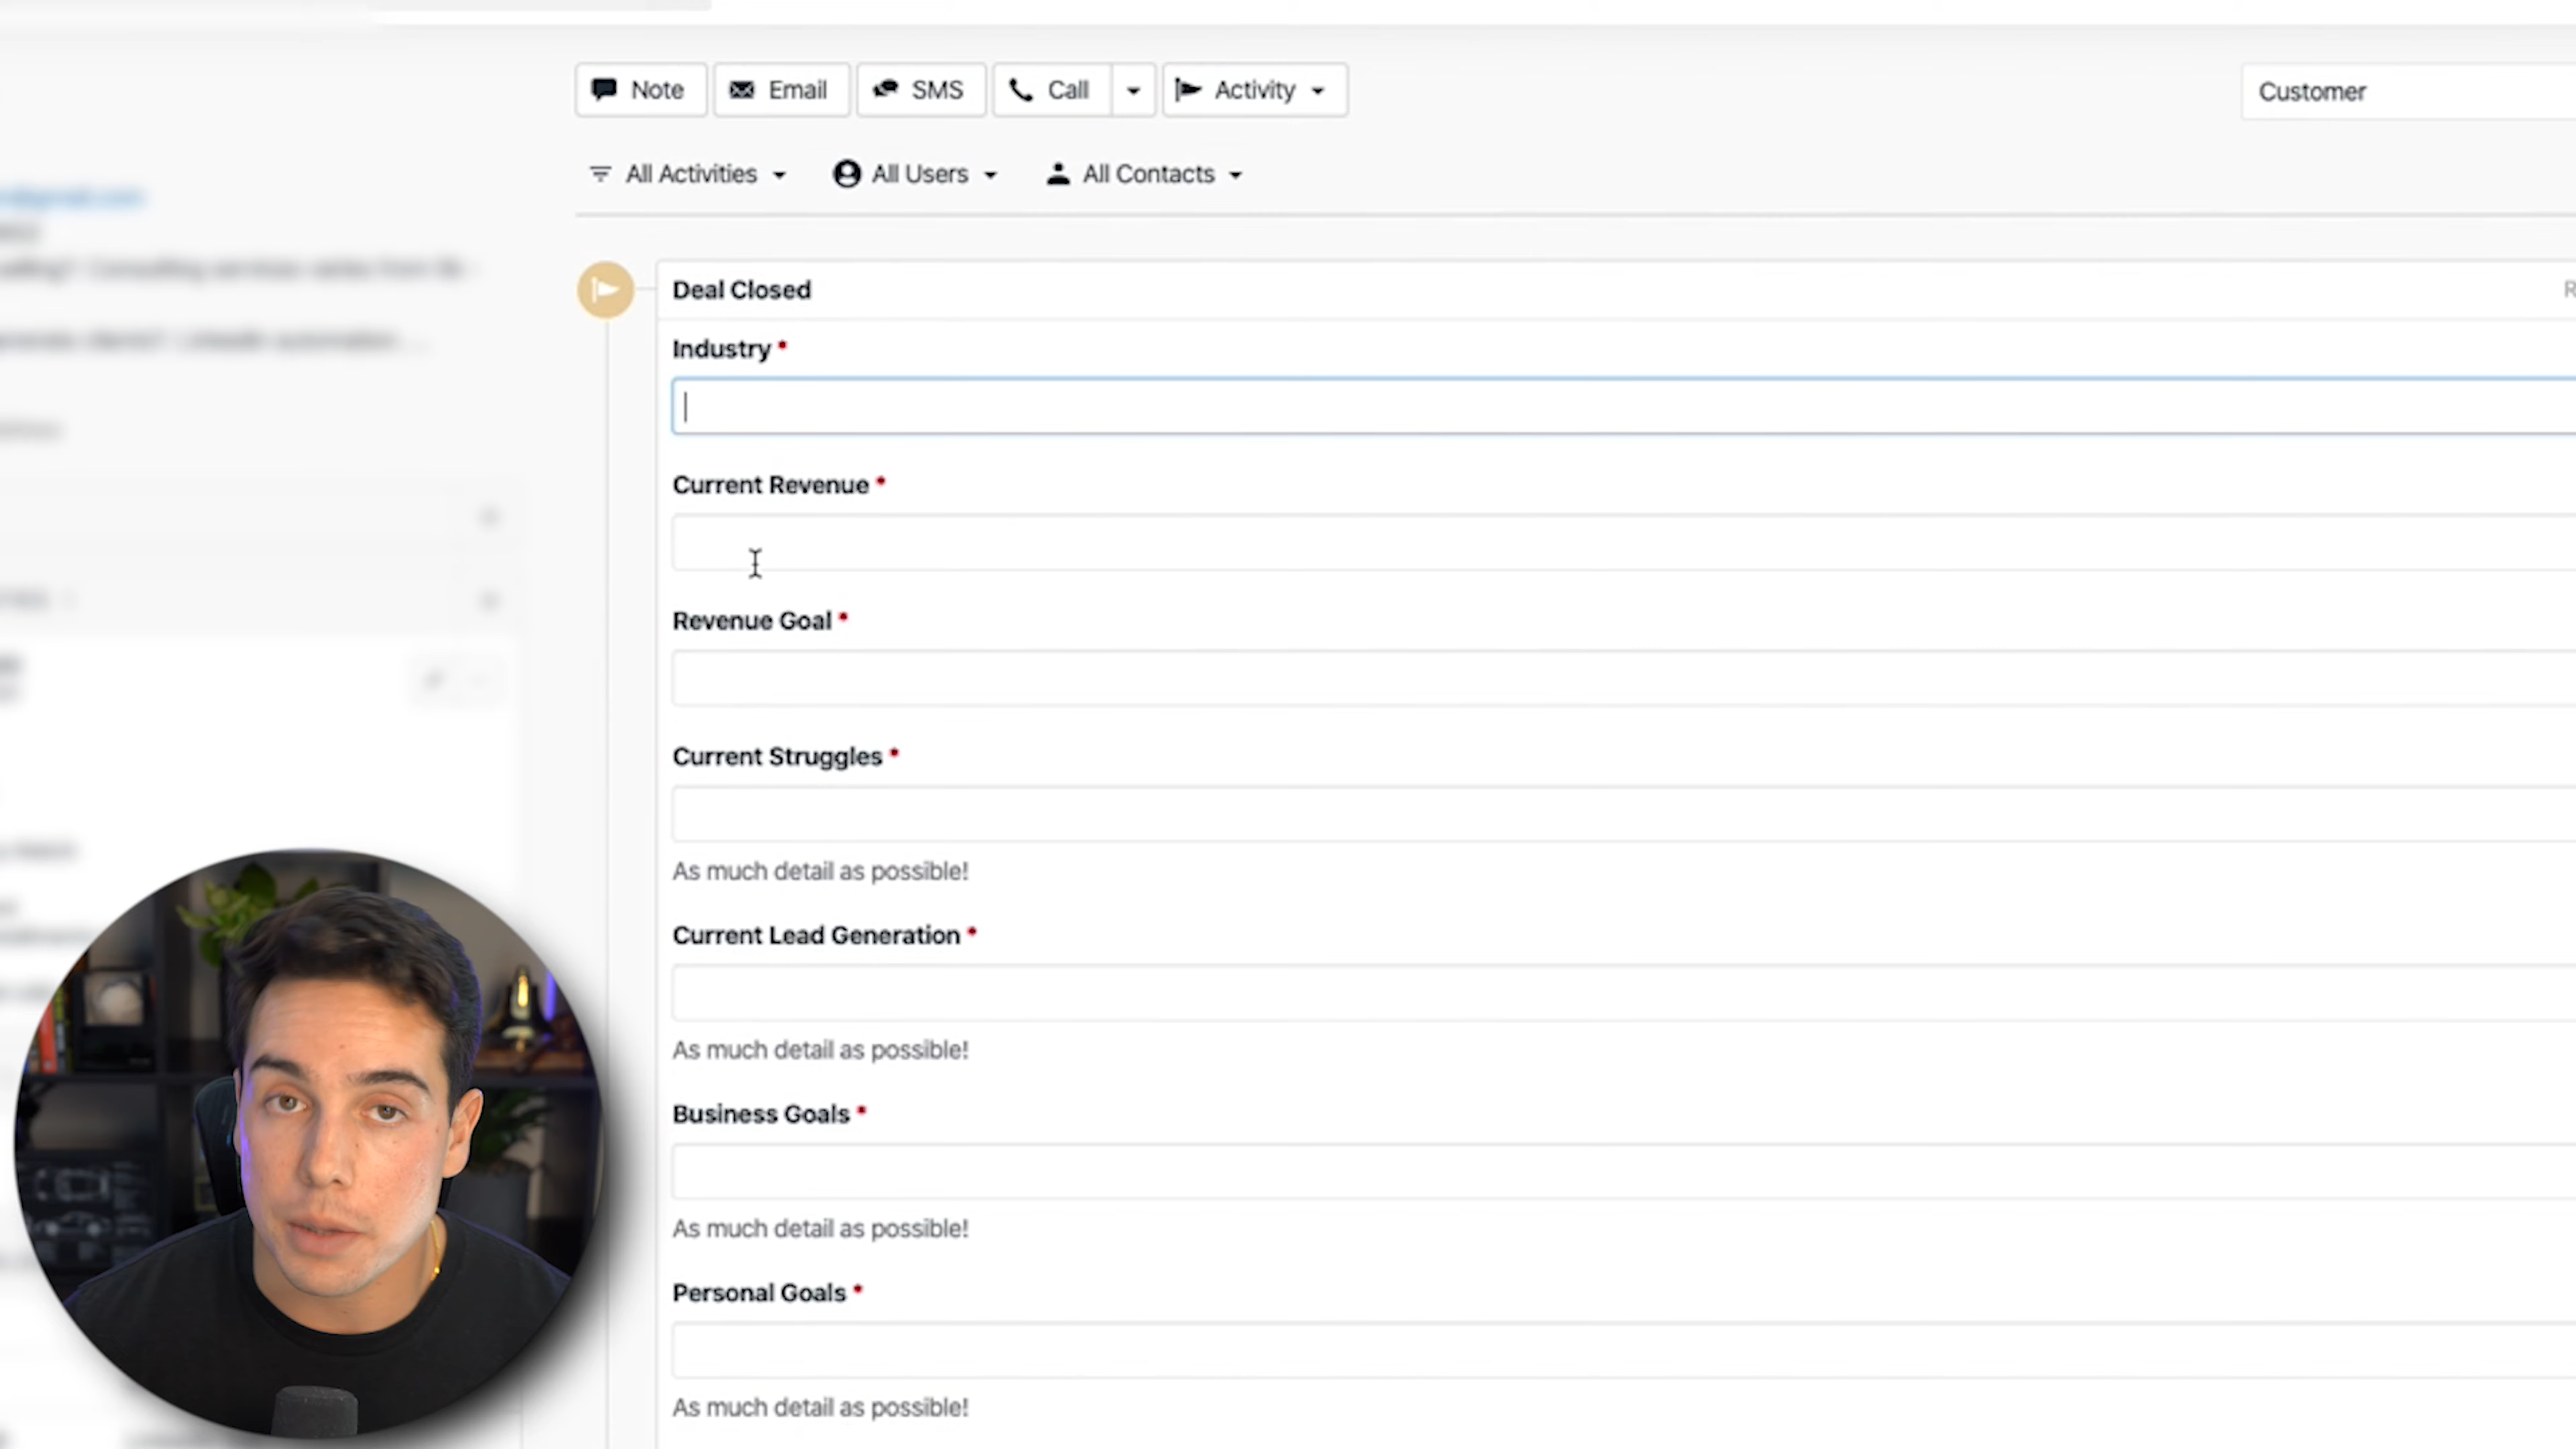 Note Email SMS Call Activity Customer
All Activities All Users All Contacts
@gmail.com
Deal Closed R
Industry *
Current Revenue *
Revenue Goal *
Current Struggles *
As much detail as possible!
Current Lead Generation *
As much detail as possible!
Business Goals *
As much detail as possible!
Personal Goals *
As much detail as possible!